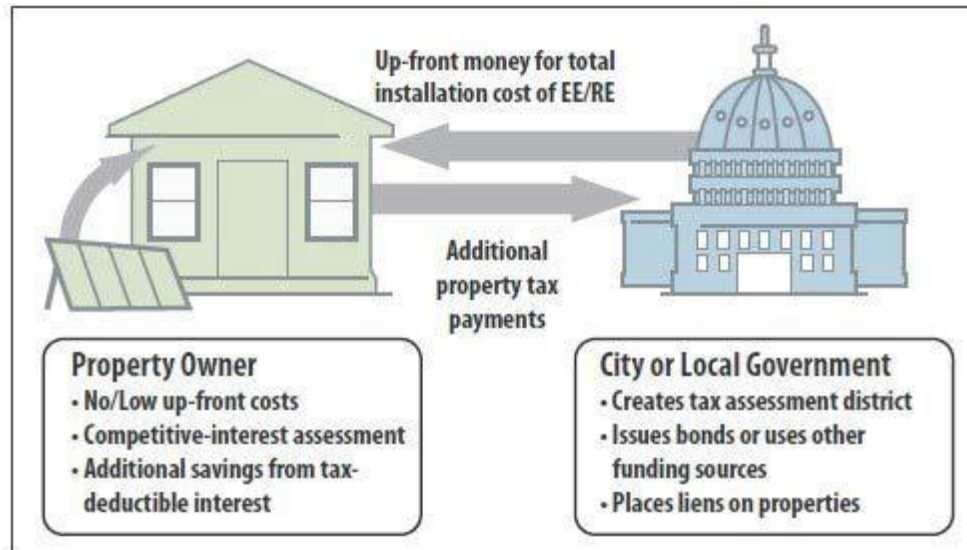 Up-front money for total
installation cost of EE/RE
Additional
property tax
payments
Property Owner
• No/Low up-front costs
• Competitive-interest assessment
• Additional savings from tax-
deductible interest
City or Local Government
• Creates tax assessment district
• Issues bonds or uses other
funding sources
• Places liens on properties